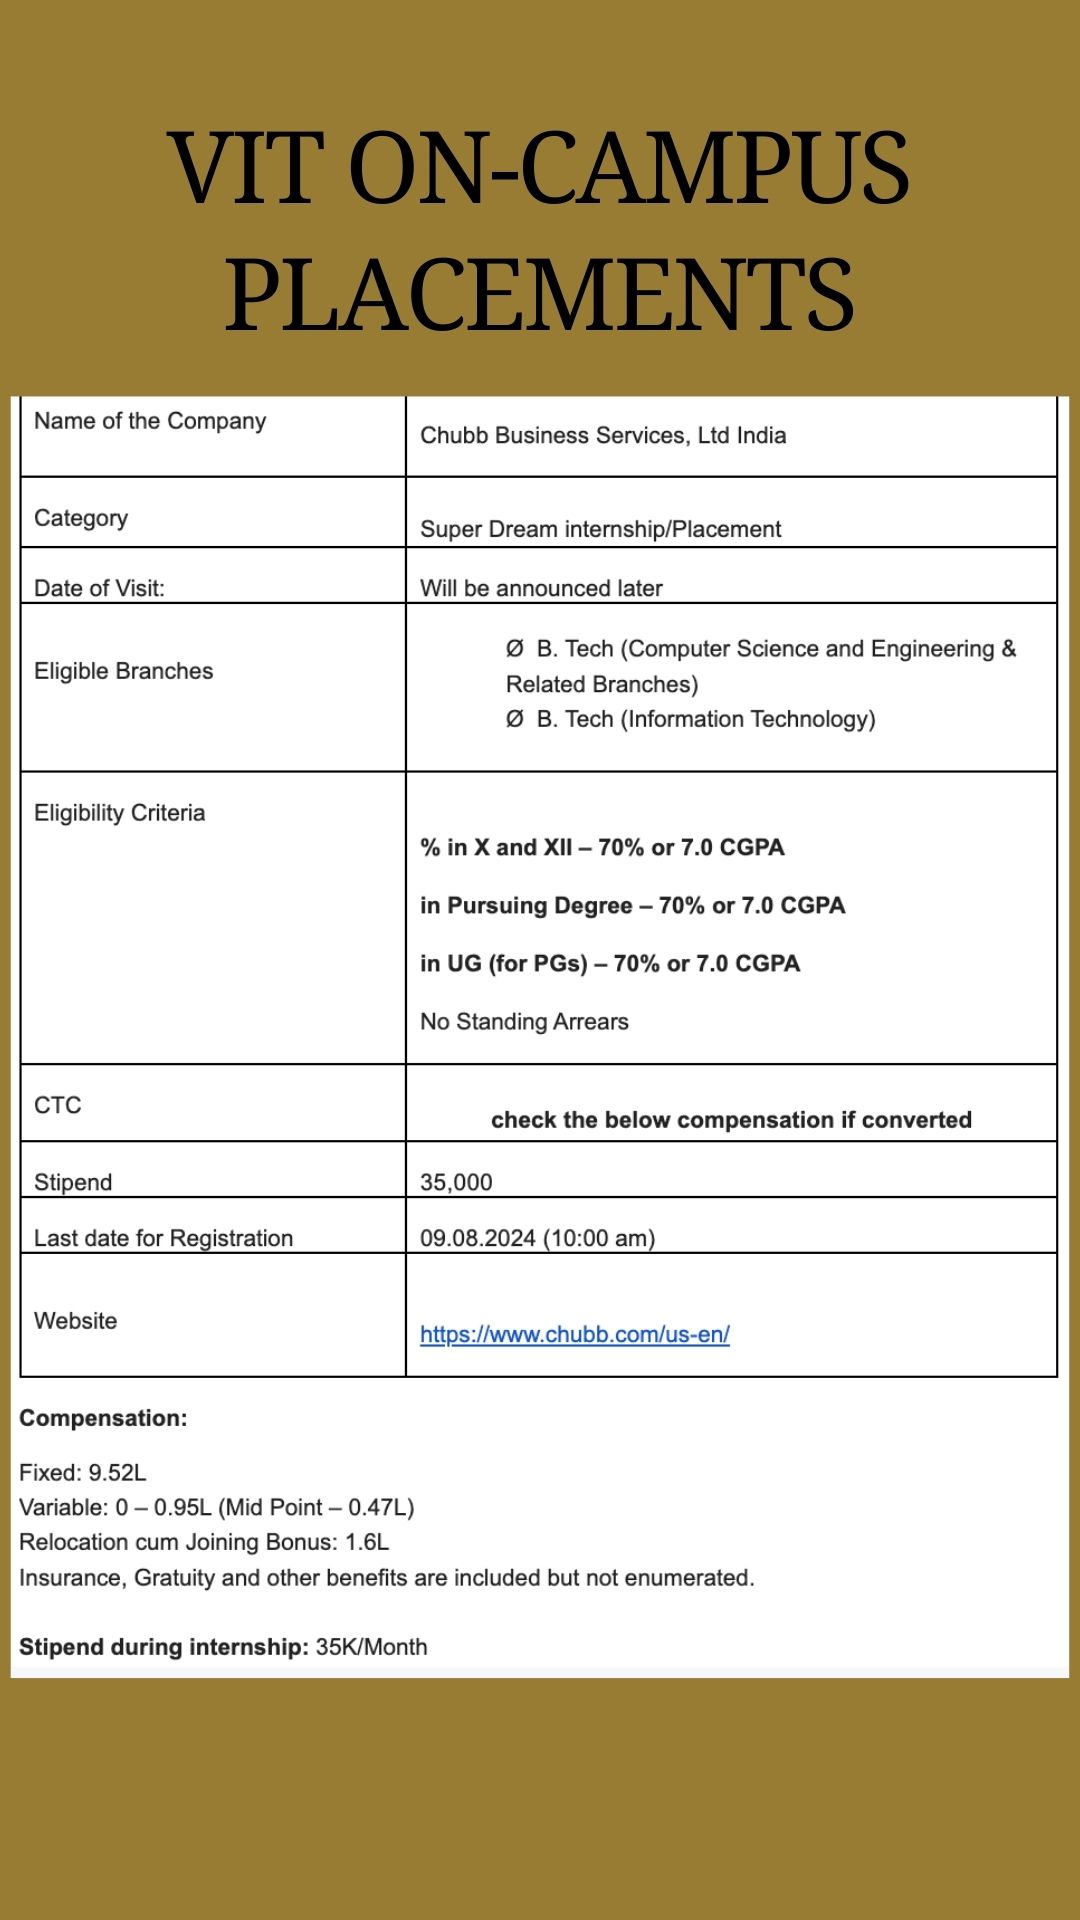 VIT ON-CAMPUS
PLACEMENTS
Name of the Company
Chubb Business Services, Ltd India
Category
Super Dream internship/Placement
Date of Visit:
Will be announced later
Eligible Branches
Ø B. Tech (Computer Science and Engineering &
Related Branches)
Ø B. Tech (Information Technology)
Eligibility Criteria
% in X and XII – 70% or 7.0 CGPA
in Pursuing Degree – 70% or 7.0 CGPA
in UG (for PGs) – 70% or 7.0 CGPA
No Standing Arrears
CTC
check the below compensation if converted
Stipend
35,000
Last date for Registration
09.08.2024 (10:00 am)
Website
https://www.chubb.com/us-en/
Compensation:
Fixed: 9.52L
Variable: 0 – 0.95L (Mid Point – 0.47L)
Relocation cum Joining Bonus: 1.6L
Insurance, Gratuity and other benefits are included but not enumerated.
Stipend during internship: 35K/Month